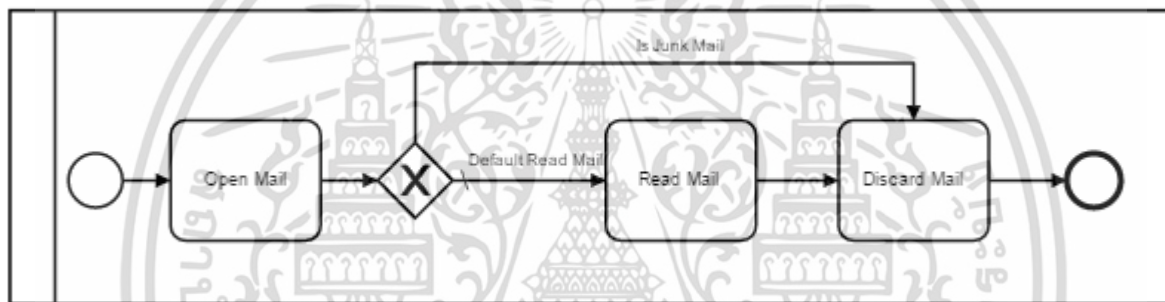 Is Junk Mail
Default Read Mail
Open Mail
X
Read Mail
Discard Mail